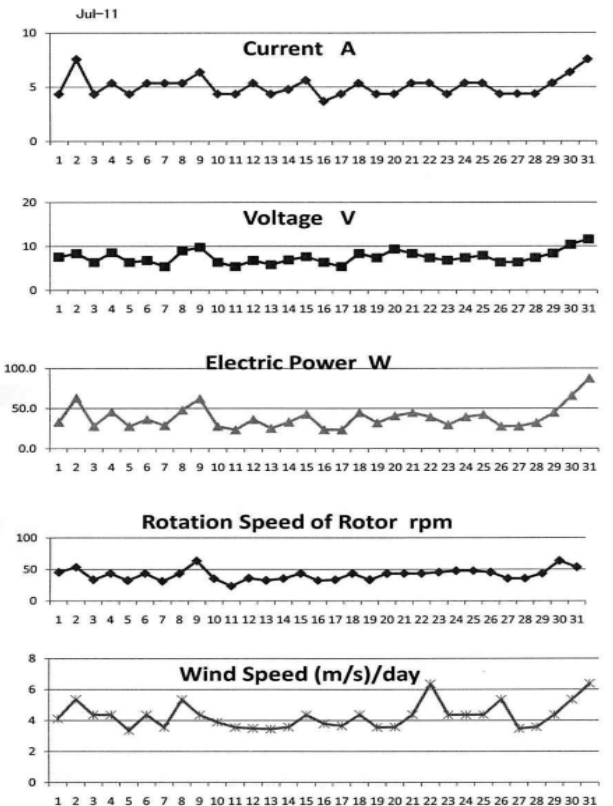 Jul-11
Current A
10
5
0
1 2 3 4 5 6 7 8 9 10 11 12 13 14 15 16 17 18 19 20 21 22 23 24 25 26 27 28 29 30 31
Voltage V
20
10
0
1 2 3 4 5 6 7 8 9 10 11 12 13 14 15 16 17 18 19 20 21 22 23 24 25 26 27 28 29 30 31
Electric Power W
100.0
50.0
0.0
1 2 3 4 5 6 7 8 9 10 11 12 13 14 15 16 17 18 19 20 21 22 23 24 25 26 27 28 29 30 31
Rotation Speed of Rotor rpm
100
50
0
1 2 3 4 5 6 7 8 9 10 11 12 13 14 15 16 17 18 19 20 21 22 23 24 25 26 27 28 29 30 31
Wind Speed (m/s)/day
8
6
4
2
0
1 2 3 4 5 6 7 8 9 10 11 12 13 14 15 16 17 18 19 20 21 22 23 24 25 26 27 28 29 30 31